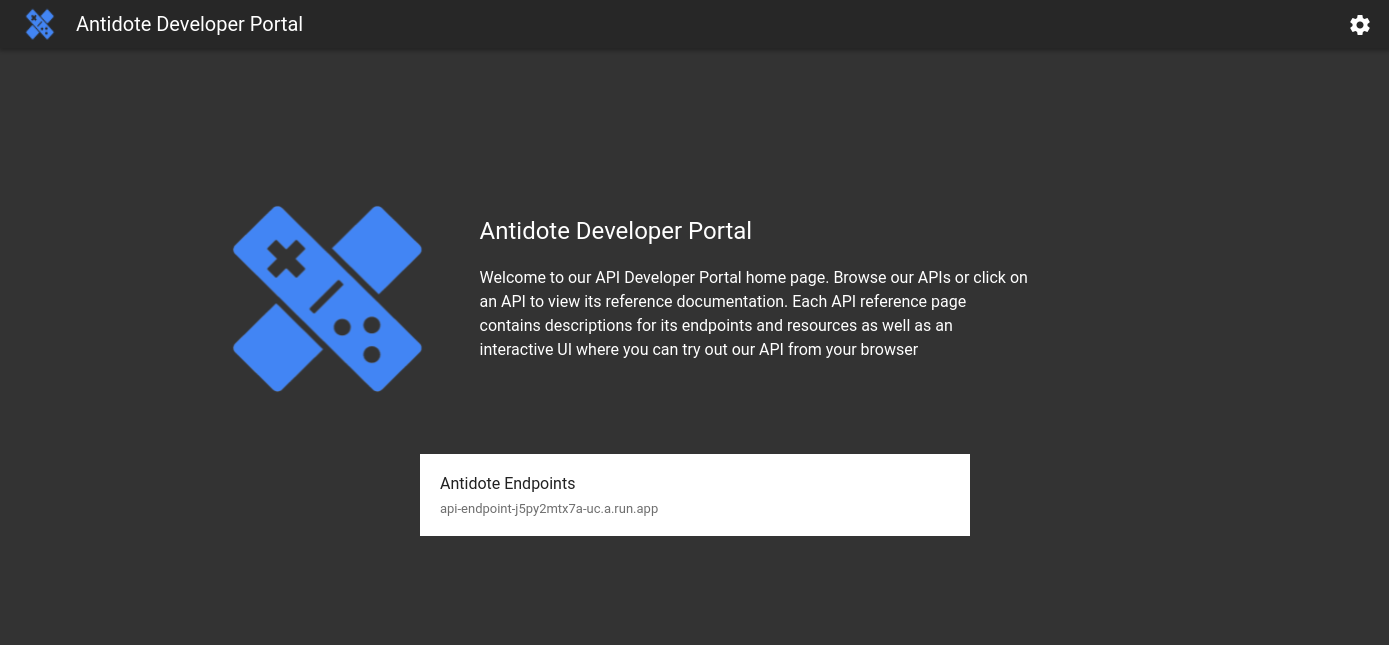 Antidote Developer Portal
Antidote Developer Portal
Welcome to our API Developer Portal home page. Browse our APIs or click on
an API to view its reference documentation. Each API reference page
contains descriptions for its endpoints and resources as well as an
interactive UI where you can try out our API from your browser
Antidote Endpoints
api-endpoint-j5py2mtx7a-uc.a.run.app